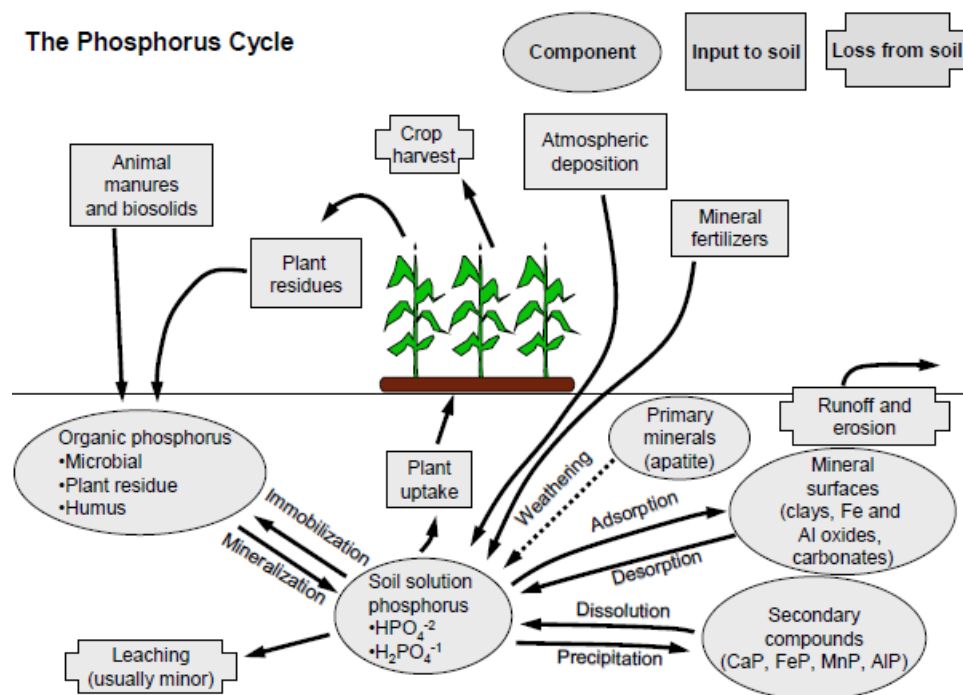 The Phosphorus Cycle
Component
Input to soil
Loss from soil
Animal
manures
and biosolids
Crop
harvest
Atmospheric
deposition
Mineral
fertilizers
Plant
residues
Runoff and
erosion
Organic phosphorus
•Microbial
•Plant residue
•Humus
Plant
uptake
Primary
minerals
(apatite)
Weathering
Mineral
surfaces
(clays, Fe and
Al oxides,
carbonates)
Immobilization
Mineralization
Adsorption
Desorption
Soil solution
phosphorus
•HPO₄⁻²
•H₂PO₄⁻¹
Dissolution
Precipitation
Secondary
compounds
(CaP, FeP, MnP, AlP)
Leaching
(usually minor)